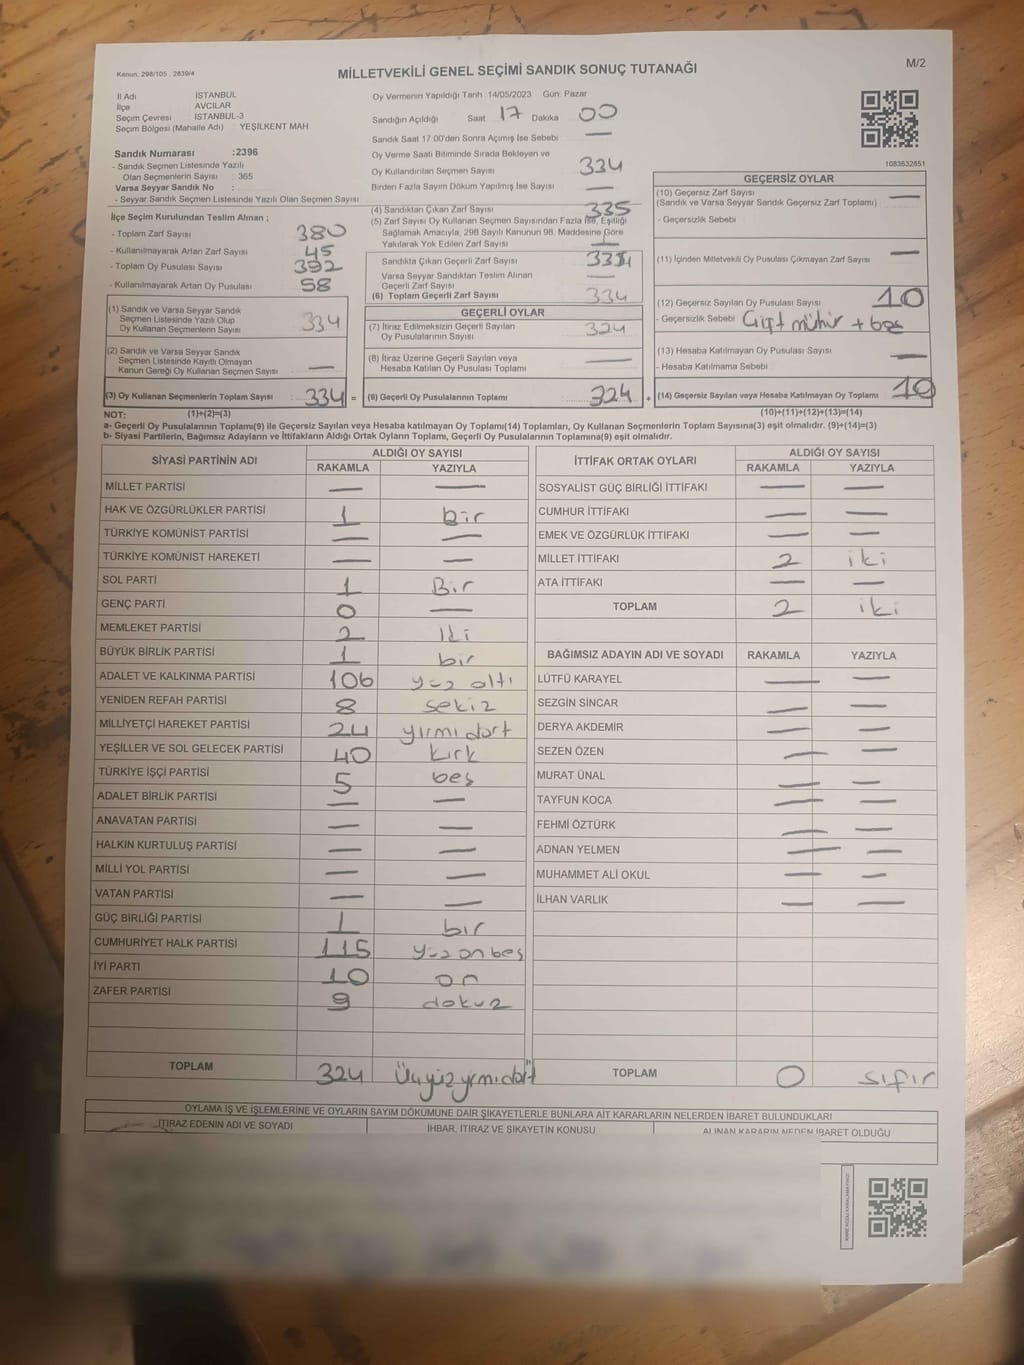 Kanun: 298/105 , 2839/4
MİLLETVEKİLİ GENEL SEÇİMİ SANDIK SONUÇ TUTANAĞI
M/2
İl Adı İSTANBUL
İlçe AVCILAR
Seçim Çevresi İSTANBUL-3
Seçim Bölgesi (Mahalle Adı) YEŞİLKENT MAH
Sandık Numarası :2396
- Sandık Seçmen Listesinde Yazılı
Olan Seçmenlerin Sayısı : 365
Varsa Seyyar Sandık No :
- Seyyar Sandık Seçmen Listesinde Yazılı Olan Seçmen Sayısı
Oy Vermenin Yapıldığı Tarih :14/05/2023 Gün: Pazar
Sandığın Açıldığı Saat 17 Dakika 00
Sandık Saat 17.00'den Sonra Açımış İse Sebebi —
Oy Verme Saati Bitiminde Sırada Bekleyen ve
Oy Kullandırılan Seçmen Sayısı 334
Birden Fazla Sayım Döküm Yapılmış İse Sayısı —
1083632851
İlçe Seçim Kurulundan Teslim Alınan ;
- Toplam Zarf Sayısı 380
- Kullanılmayarak Artan Zarf Sayısı 45
- Toplam Oy Pusulası Sayısı 392
- Kullanılmayarak Artan Oy Pusulası 58
(4) Sandıktan Çıkan Zarf Sayısı 335
(5) Zarf Sayısı Oy Kullanan Seçmen Sayısından Fazla İse, Eşitliği
Sağlamak Amacıyla, 298 Sayılı Kanunun 98. Maddesine Göre
Yakılarak Yok Edilen Zarf Sayısı 1
Sandıkta Çıkan Geçerli Zarf Sayısı
Varsa Seyyar Sandıktan Teslim Alınan
Geçerli Zarf Sayısı —
(6) Toplam Geçerli Zarf Sayısı 334
GEÇERSİZ OYLAR
(10) Geçersiz Zarf Sayısı —
(Sandık ve Varsa Seyyar Sandık Geçersiz Zarf Toplamı)
- Geçersizlik Sebebi
(11) İçinden Milletvekili Oy Pusulası Çıkmayan Zarf Sayısı —
(12) Geçersiz Sayılan Oy Pusulası Sayısı 10
- Geçersizlik Sebebi Çift mühür + boş
(13) Hesaba Katılmayan Oy Pusulası Sayısı —
- Hesaba Katılmama Sebebi
(14) Geçersiz Sayılan veya Hesaba Katılmayan Oy Toplamı 10
(1) Sandık ve Varsa Seyyar Sandık
Seçmen Listesinde Yazılı Olup
Oy Kullanan Seçmenlerin Sayısı 334
(2) Sandık ve Varsa Seyyar Sandık
Seçmen Listesinde Kayıtlı Olmayan
Kanun Gereği Oy Kullanan Seçmen Sayısı —
(3) Oy Kullanan Seçmenlerin Toplam Sayısı 334 =
GEÇERLİ OYLAR
(7) İtiraz Edilmeksizin Geçerli Sayılan
Oy Pusulalarının Sayısı 324
(8) İtiraz Üzerine Geçerli Sayılan veya
Hesaba Katılan Oy Pusulası Toplamı —
(9) Geçerli Oy Pusulalarının Toplamı 324 +
NOT: (1)+(2)=(3) (10)+(11)+(12)+(13)=(14)
a- Geçerli Oy Pusulalarının Toplamı(9) ile Geçersiz Sayılan veya Hesaba katılmayan Oy Toplamı(14) Toplamları, Oy Kullanan Seçmenlerin Toplam Sayısına(3) eşit olmalıdır. (9)+(14)=(3)
b- Siyasi Partilerin, Bağımsız Adayların ve İttifakların Aldığı Ortak Oyların Toplamı, Geçerli Oy Pusulalarının Toplamına(9) eşit olmalıdır.
SİYASİ PARTİNİN ADI ALDIĞI OY SAYISI
RAKAMLA YAZIYLA
MİLLET PARTİSİ — —
HAK VE ÖZGÜRLÜKLER PARTİSİ 1 bir
TÜRKİYE KOMÜNİST PARTİSİ — —
TÜRKİYE KOMÜNİST HAREKETİ — —
SOL PARTİ 1 Bir
GENÇ PARTİ 0 —
MEMLEKET PARTİSİ 2 İki
BÜYÜK BİRLİK PARTİSİ 1 bir
ADALET VE KALKINMA PARTİSİ 106 yüz altı
YENİDEN REFAH PARTİSİ 8 sekiz
MİLLİYETÇİ HAREKET PARTİSİ 24 yirmi dört
YEŞİLLER VE SOL GELECEK PARTİSİ 40 kırk
TÜRKİYE İŞÇİ PARTİSİ 5 beş
ADALET BİRLİK PARTİSİ — —
ANAVATAN PARTİSİ — —
HALKIN KURTULUŞ PARTİSİ — —
MİLLİ YOL PARTİSİ — —
VATAN PARTİSİ — —
GÜÇ BİRLİĞİ PARTİSİ 1 bir
CUMHURİYET HALK PARTİSİ 115 yüz on beş
İYİ PARTİ 10 on
ZAFER PARTİSİ 9 dokuz
TOPLAM 324 Üçyüzyirmidört
İTTİFAK ORTAK OYLARI ALDIĞI OY SAYISI
RAKAMLA YAZIYLA
SOSYALİST GÜÇ BİRLİĞİ İTTİFAKI — —
CUMHUR İTTİFAKI — —
EMEK VE ÖZGÜRLÜK İTTİFAKI — —
MİLLET İTTİFAKI 2 iki
ATA İTTİFAKI — —
TOPLAM 2 iki
BAĞIMSIZ ADAYIN ADI VE SOYADI RAKAMLA YAZIYLA
LÜTFÜ KARAYEL — —
SEZGİN SİNCAR — —
DERYA AKDEMİR — —
SEZEN ÖZEN — —
MURAT ÜNAL — —
TAYFUN KOCA — —
FEHMİ ÖZTÜRK — —
ADNAN YELMEN — —
MUHAMMET ALİ OKUL — —
İLHAN VARLIK — —
TOPLAM 0 sıfır
OYLAMA İŞ VE İŞLEMLERİNE VE OYLARIN SAYIM DÖKÜMÜNE DAİR ŞİKAYETLERLE BUNLARA AİT KARARLARIN NELERDEN İBARET BULUNDUKLARI
İTİRAZ EDENİN ADI VE SOYADI İHBAR, İTİRAZ VE ŞİKAYETİN KONUSU ALINAN KARARIN NEDEN İBARET OLDUĞU